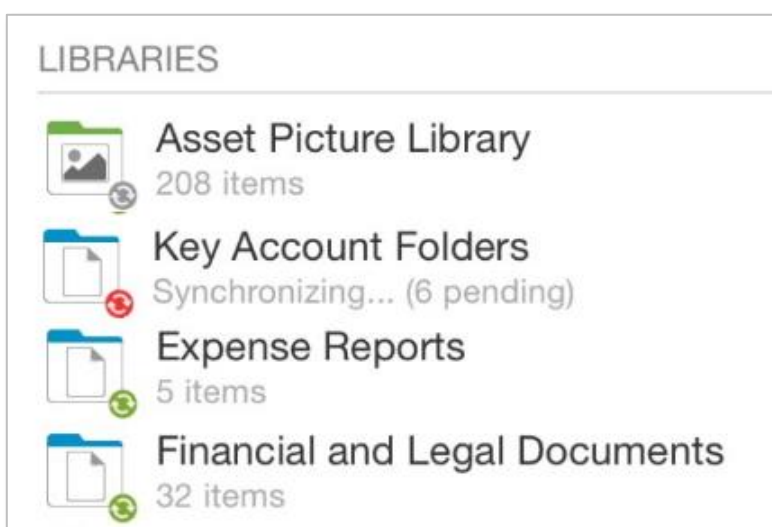 LIBRARIES
Asset Picture Library
208 items
Key Account Folders
Synchronizing... (6 pending)
Expense Reports
5 items
Financial and Legal Documents
32 items